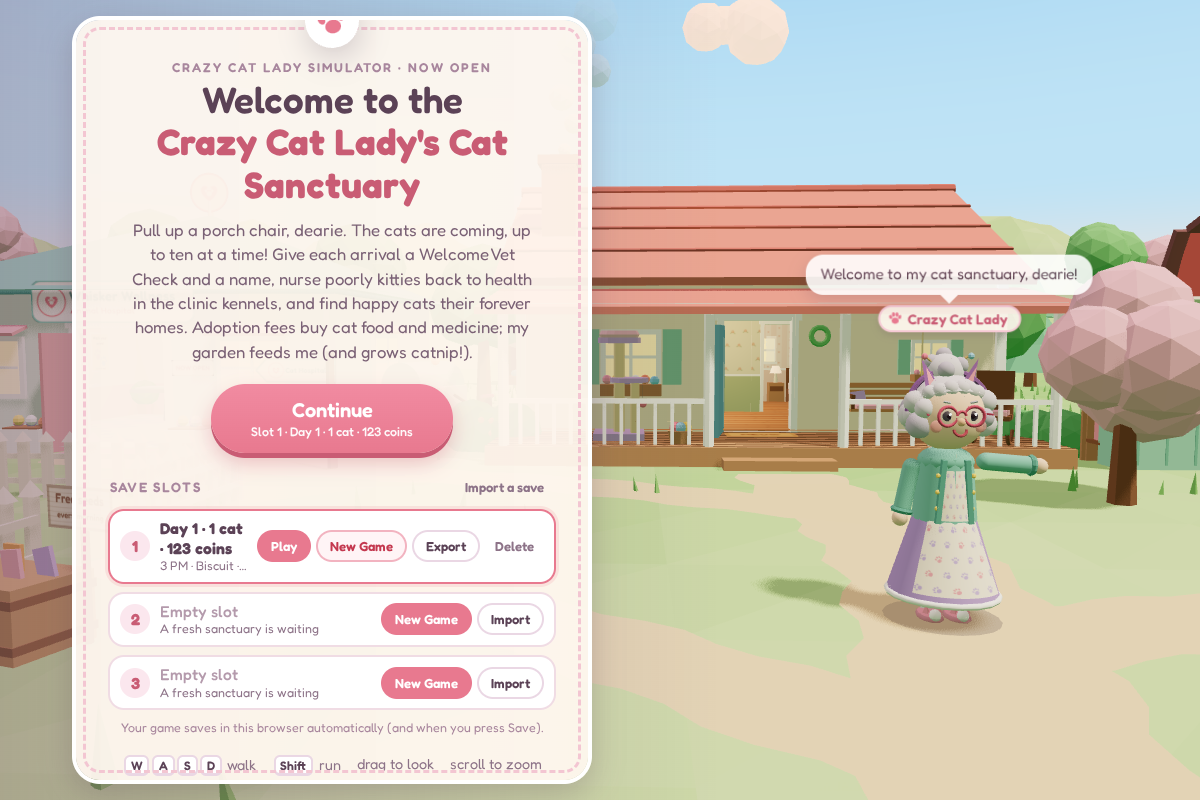 CRAZY CAT LADY SIMULATOR · NOW OPEN
Welcome to the
Crazy Cat Lady's Cat
Sanctuary
Pull up a porch chair, dearie. The cats are coming, up
to ten at a time! Give each arrival a Welcome Vet
Check and a name, nurse poorly kitties back to health
in the clinic kennels, and find happy cats their forever
homes. Adoption fees buy cat food and medicine; my
garden feeds me (and grows catnip!).
Continue
Slot 1 · Day 1 · 1 cat · 123 coins
SAVE SLOTS
Import a save
1
Day 1 · 1 cat
· 123 coins
3 PM · Biscuit ·...
Play
New Game
Export
Delete
2
Empty slot
A fresh sanctuary is waiting
New Game
Import
3
Empty slot
A fresh sanctuary is waiting
New Game
Import
Your game saves in this browser automatically (and when you press Save).
W A S D walk Shift run drag to look scroll to zoom
Welcome to my cat sanctuary, dearie!
Crazy Cat Lady